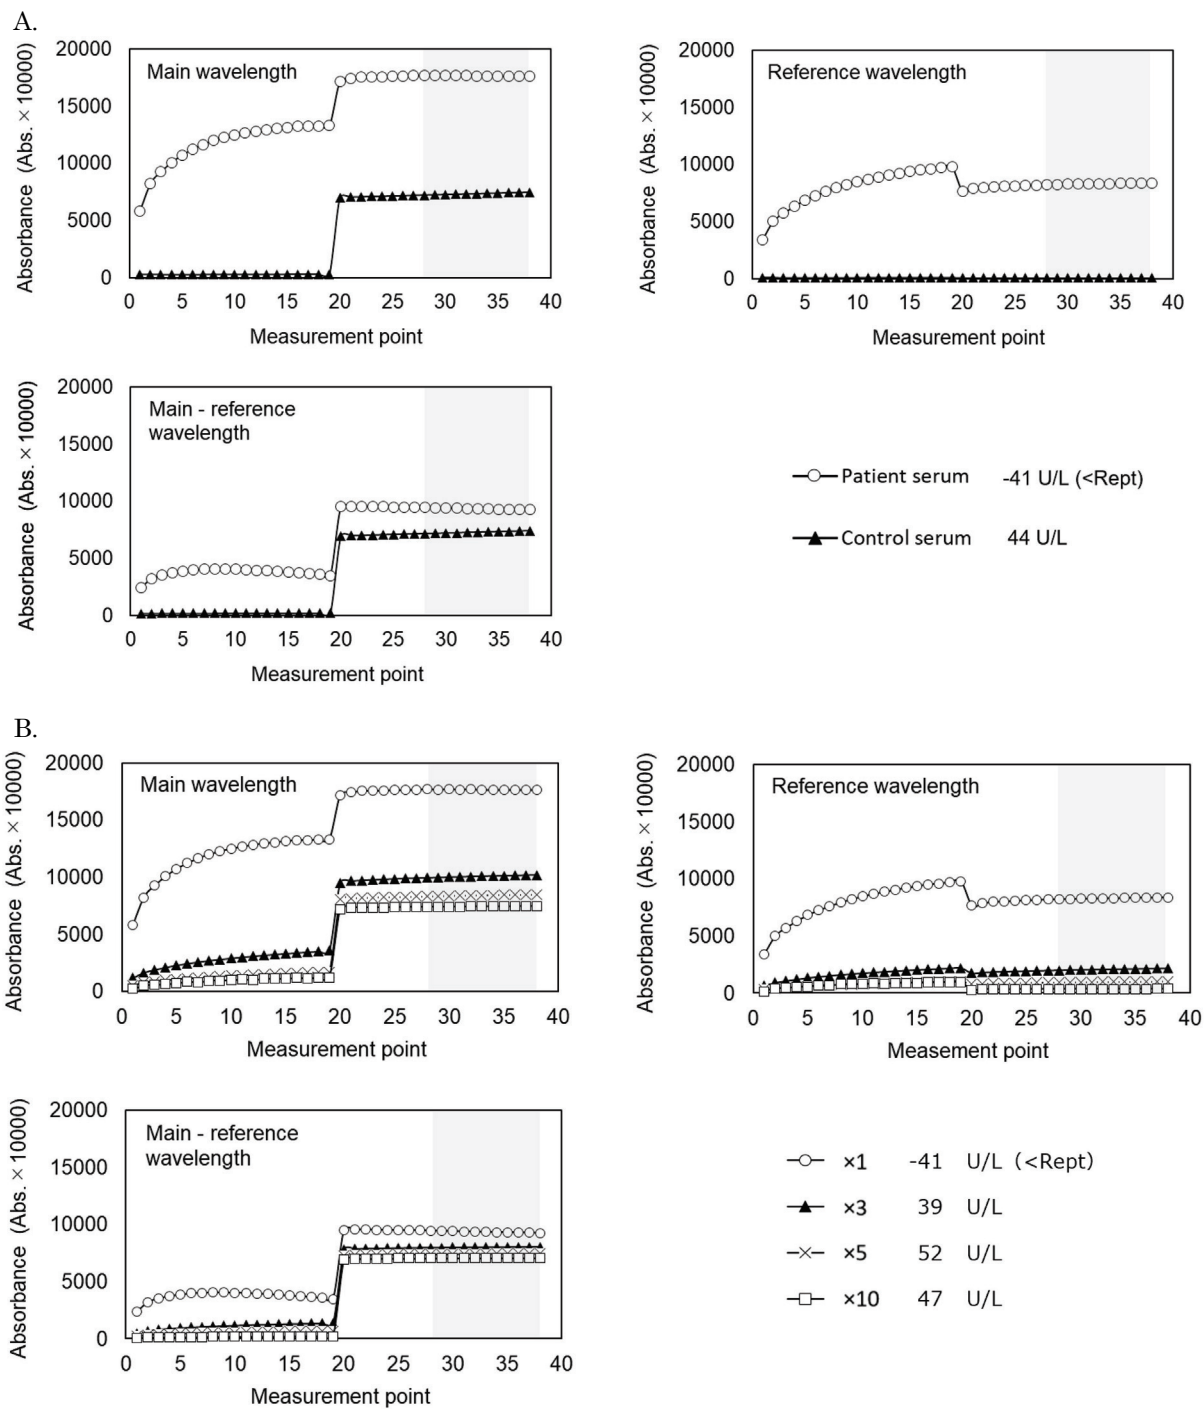 A.
Main wavelength
Absorbance (Abs. × 10000)
20000
15000
10000
5000
0
0 5 10 15 20 25 30 35 40
Measurement point
Reference wavelength
Absorbance (Abs. × 10000)
20000
15000
10000
5000
0
0 5 10 15 20 25 30 35 40
Measurement point
Main - reference
wavelength
Absorbance (Abs. × 10000)
20000
15000
10000
5000
0
0 5 10 15 20 25 30 35 40
Measurement point
Patient serum -41 U/L (<Rept)
Control serum 44 U/L
B.
Main wavelength
Absorbance (Abs. × 10000)
20000
15000
10000
5000
0
0 5 10 15 20 25 30 35 40
Measurement point
Reference wavelength
Absorbance (Abs. × 10000)
20000
15000
10000
5000
0
0 5 10 15 20 25 30 35 40
Measement point
Main - reference
wavelength
Absorbance (Abs. × 10000)
20000
15000
10000
5000
0
0 5 10 15 20 25 30 35 40
Measurement point
×1 -41 U/L (<Rept)
×3 39 U/L
×5 52 U/L
×10 47 U/L